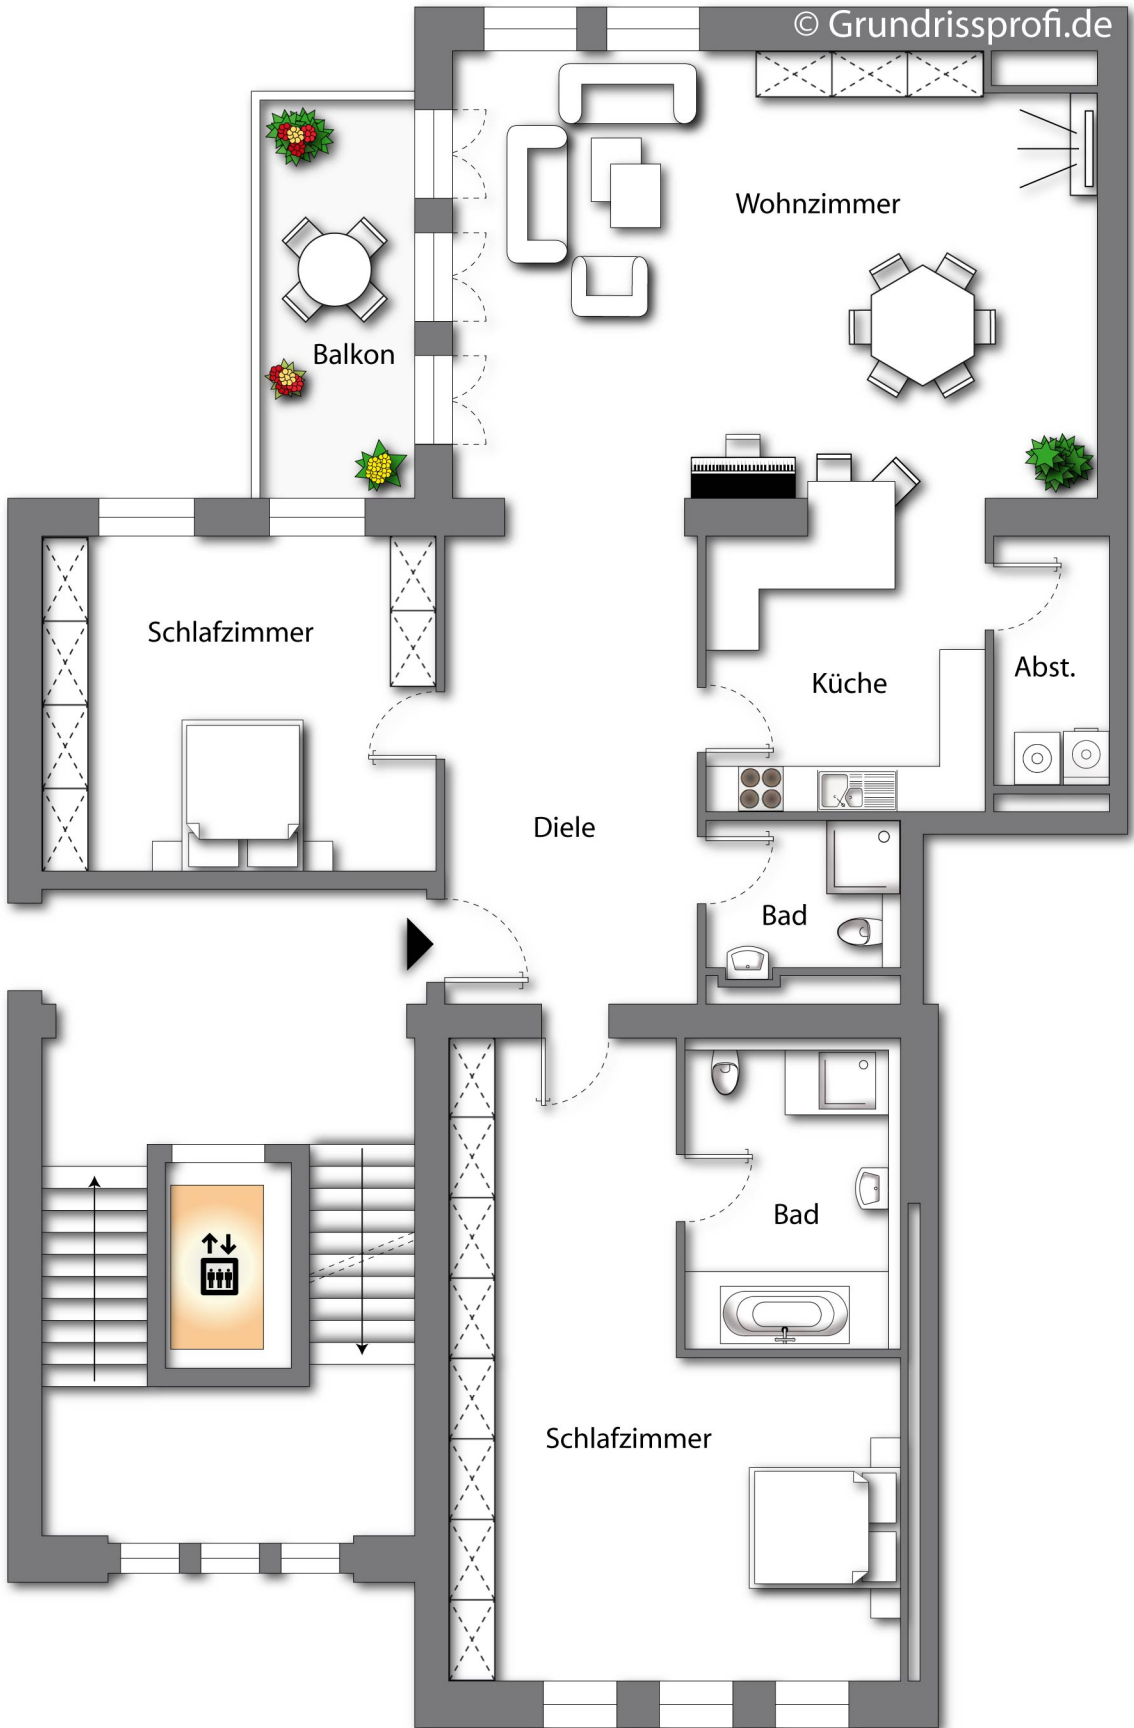 © Grundrissprofi.de
Wohnzimmer
Balkon
Schlafzimmer
Küche
Abst.
Diele
Bad
Bad
Schlafzimmer